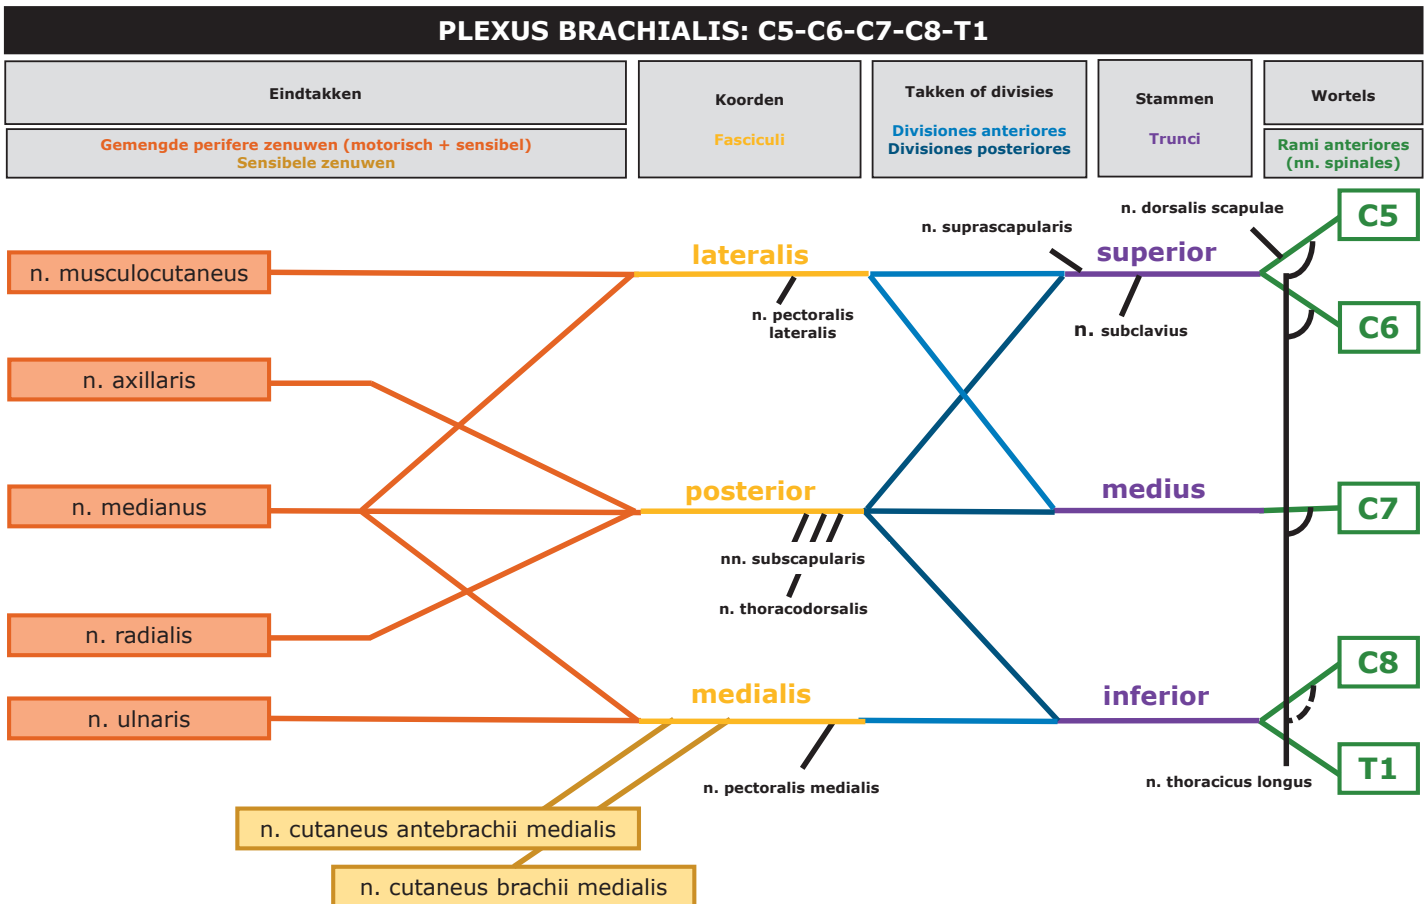 PLEXUS BRACHIALIS: C5-C6-C7-C8-T1
Eindtakken
Gemengde perifere zenuwen (motorisch + sensibel)
Sensibele zenuwen
Koorden
Fasciculi
Takken of divisies
Divisiones anteriores
Divisiones posteriores
Stammen
Trunci
Wortels
Rami anteriores
(nn. spinales)
n. musculocutaneus
n. axillaris
n. medianus
n. radialis
n. ulnaris
n. cutaneus antebrachii medialis
n. cutaneus brachii medialis
lateralis
n. pectoralis
lateralis
posterior
nn. subscapularis
n. thoracodorsalis
medialis
n. pectoralis medialis
n. suprascapularis
superior
n. subclavius
medius
inferior
n. dorsalis scapulae
n. thoracicus longus
C5
C6
C7
C8
T1